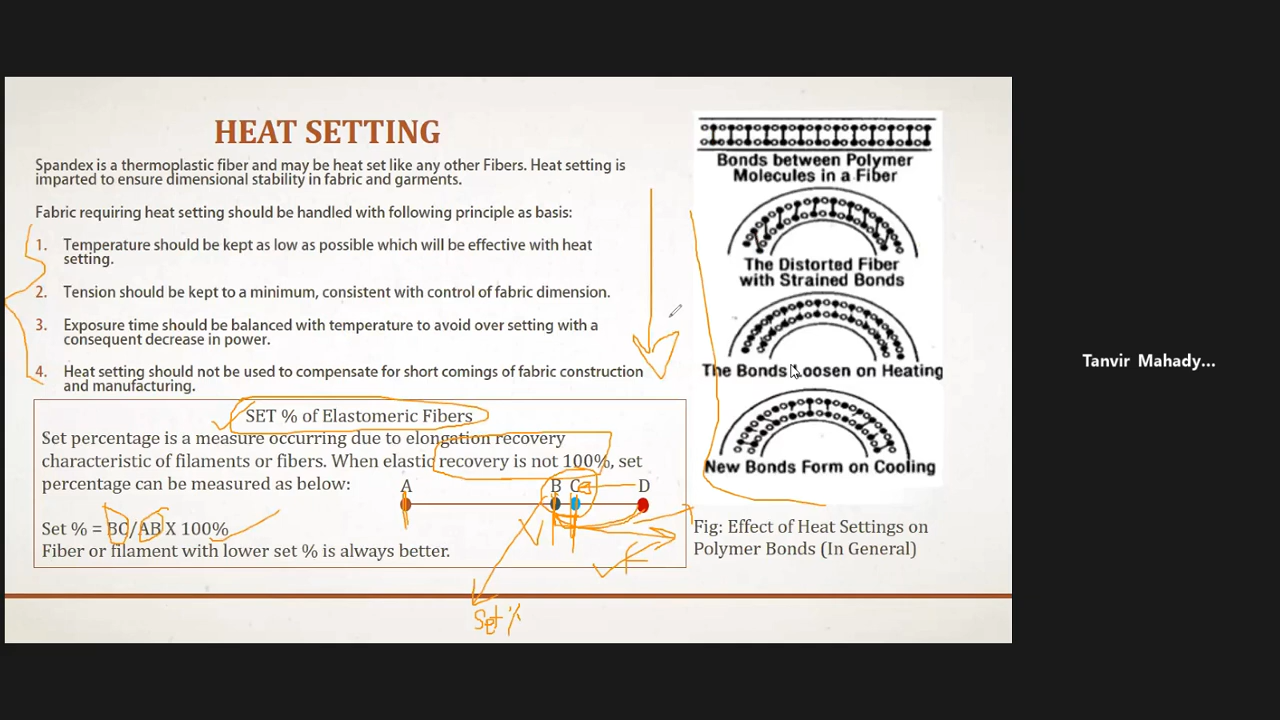 HEAT SETTING
Spandex is a thermoplastic fiber and may be heat set like any other Fibers. Heat setting is
imparted to ensure dimensional stability in fabric and garments.
Fabric requiring heat setting should be handled with following principle as basis:
1. Temperature should be kept as low as possible which will be effective with heat
setting.
2. Tension should be kept to a minimum, consistent with control of fabric dimension.
3. Exposure time should be balanced with temperature to avoid over setting with a
consequent decrease in power.
4. Heat setting should not be used to compensate for short comings of fabric construction
and manufacturing.
SET % of Elastomeric Fibers
Set percentage is a measure occurring due to elongation recovery
characteristic of filaments or fibers. When elastic recovery is not 100%, set
percentage can be measured as below:
A B C D
Set % = BC/AB X 100%
Fiber or filament with lower set % is always better.
F
Set %
Bonds between Polymer
Molecules in a Fiber
The Distorted Fiber
with Strained Bonds
The Bonds Loosen on Heating
New Bonds Form on Cooling
Fig: Effect of Heat Settings on
Polymer Bonds (In General)
Tanvir Mahady...